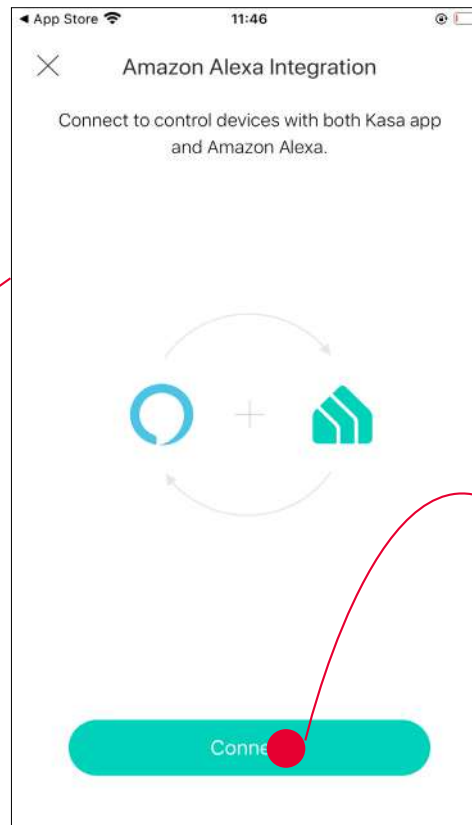 ◄ App Store 11:46
Amazon Alexa Integration
Connect to control devices with both Kasa app
and Amazon Alexa.